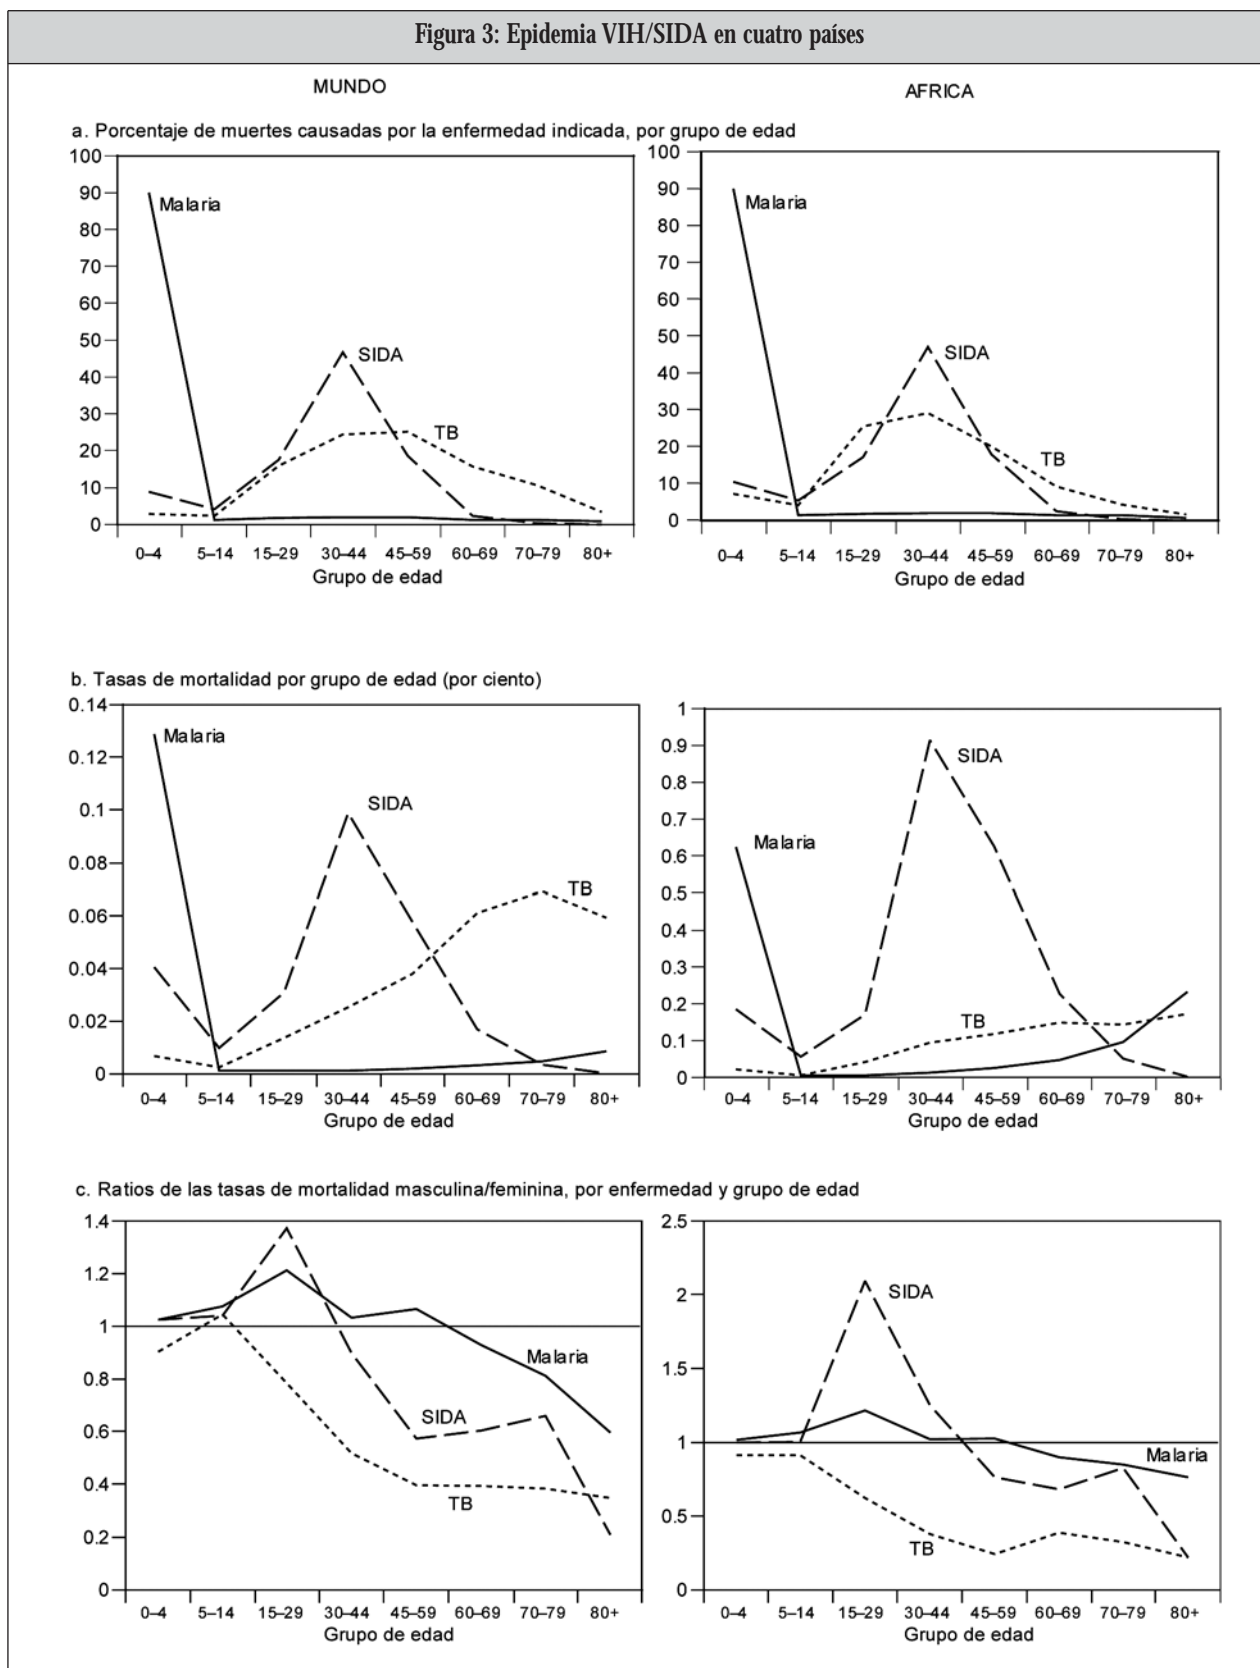 Figura 3: Epidemia VIH/SIDA en cuatro países
MUNDO
AFRICA
a. Porcentaje de muertes causadas por la enfermedad indicada, por grupo de edad
100
90
80
70
60
50
40
30
20
10
0
Malaria
SIDA
TB
0–4 5–14 15–29 30–44 45–59 60–69 70–79 80+
Grupo de edad
100
90
80
70
60
50
40
30
20
10
0
Malaria
SIDA
TB
0–4 5–14 15–29 30–44 45–59 60–69 70–79 80+
Grupo de edad
b. Tasas de mortalidad por grupo de edad (por ciento)
0.14
0.12
0.1
0.08
0.06
0.04
0.02
0
Malaria
SIDA
TB
0–4 5–14 15–29 30–44 45–59 60–69 70–79 80+
Grupo de edad
1
0.9
0.8
0.7
0.6
0.5
0.4
0.3
0.2
0.1
0
SIDA
Malaria
TB
0–4 5–14 15–29 30–44 45–59 60–69 70–79 80+
Grupo de edad
c. Ratios de las tasas de mortalidad masculina/feminina, por enfermedad y grupo de edad
1.4
1.2
1
0.8
0.6
0.4
0.2
0
Malaria
SIDA
TB
0–4 5–14 15–29 30–44 45–59 60–69 70–79 80+
Grupo de edad
2.5
2
1.5
1
0.5
0
SIDA
Malaria
TB
0–4 5–14 15–29 30–44 45–59 60–69 70–79 80+
Grupo de edad